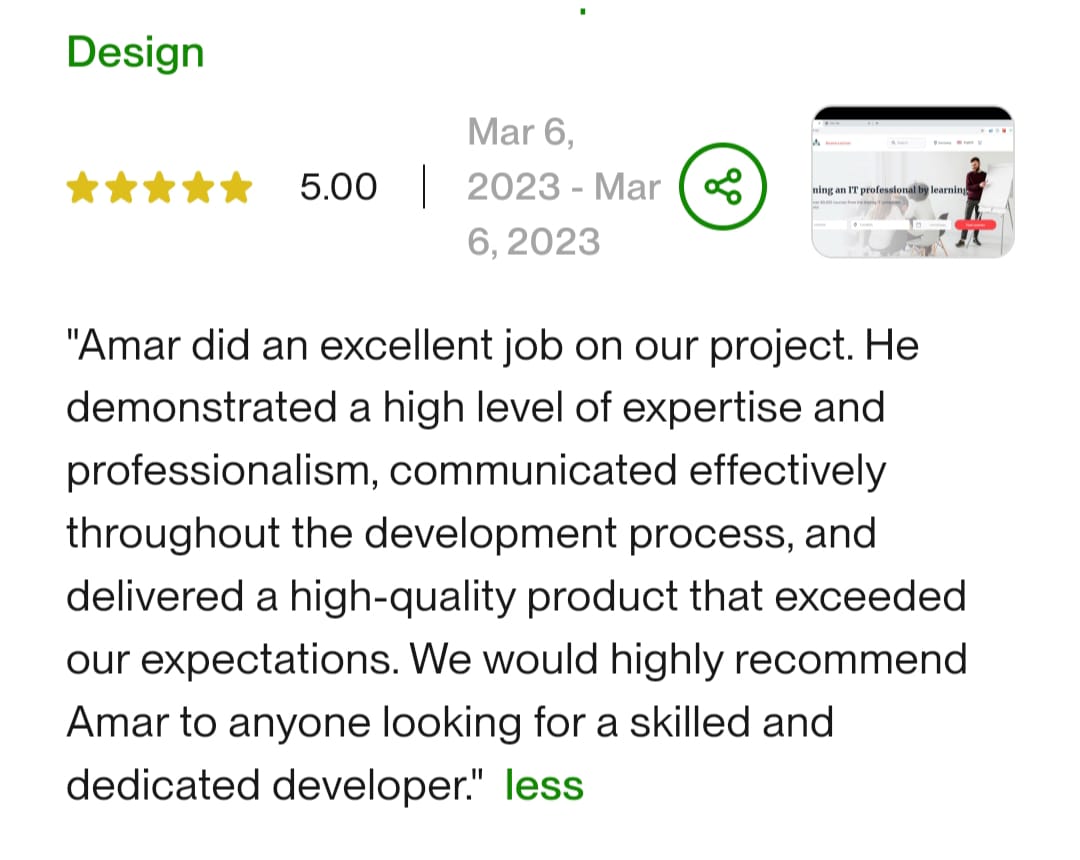 Design
5.00
Mar 6,
2023 - Mar
6, 2023
ning an IT professional by learning
"Amar did an excellent job on our project. He
demonstrated a high level of expertise and
professionalism, communicated effectively
throughout the development process, and
delivered a high-quality product that exceeded
our expectations. We would highly recommend
Amar to anyone looking for a skilled and
dedicated developer." less